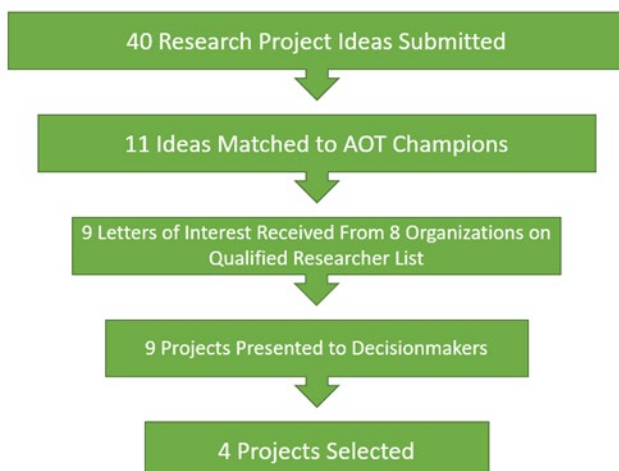 40 Research Project Ideas Submitted
11 Ideas Matched to AOT Champions
9 Letters of Interest Received From 8 Organizations on
Qualified Researcher List
9 Projects Presented to Decisionmakers
4 Projects Selected